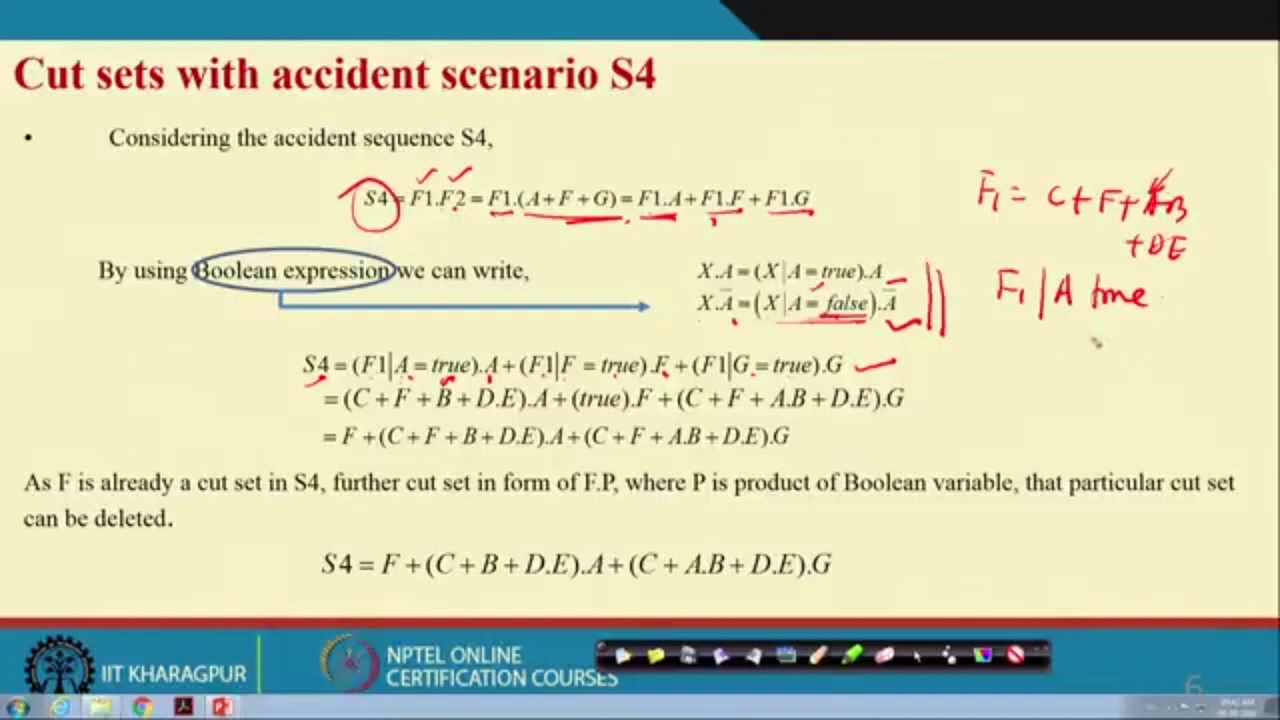 Cut sets with accident scenario S4
• Considering the accident sequence S4,
S4 = F1.F2 = F1.(A+F+G) = F1.A+F1.F+F1.G
F1 = C + F + AB
+ DE
By using Boolean expression we can write,
X.A = (X|A = true).A
X.A̅ = (X|A = false).A̅
F1 | A true
S4 = (F1|A = true).A+(F1|F = true).F+(F1|G = true).G
= (C+F+B+D.E).A+(true).F+(C+F+A.B+D.E).G
= F+(C+F+B+D.E).A+(C+F+A.B+D.E).G
As F is already a cut set in S4, further cut set in form of F.P, where P is product of Boolean variable, that particular cut set
can be deleted.
S4 = F+(C+B+D.E).A+(C+A.B+D.E).G
IIT KHARAGPUR
NPTEL ONLINE
CERTIFICATION COURSES
6